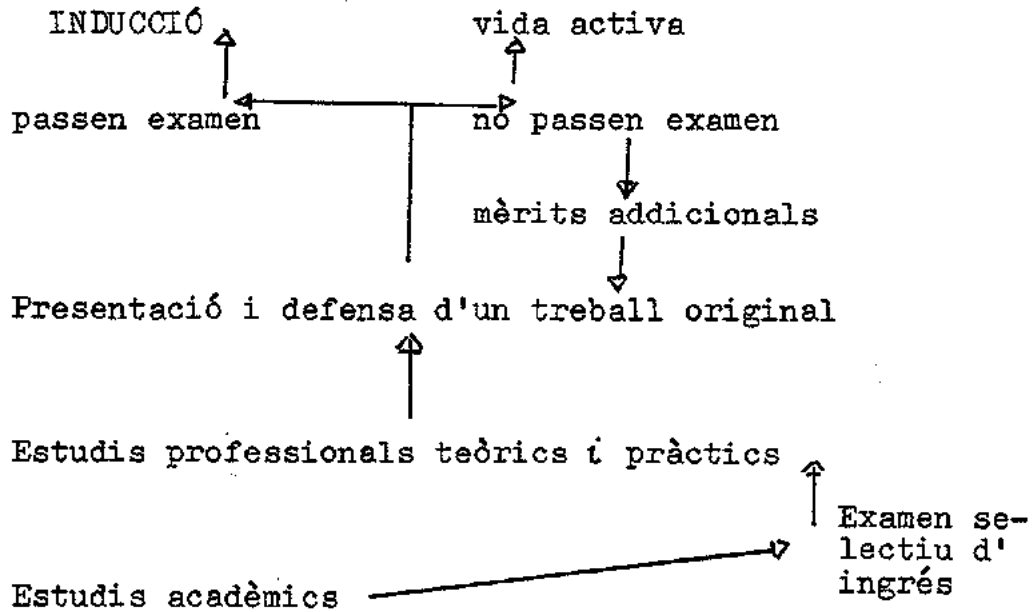 INDUCCIÓ vida activa
passen examen no passen examen
mèrits addicionals
Presentació i defensa d'un treball original
Estudis professionals teòrics i pràctics
Examen se-
lectiu d'
ingrés
Estudis acadèmics